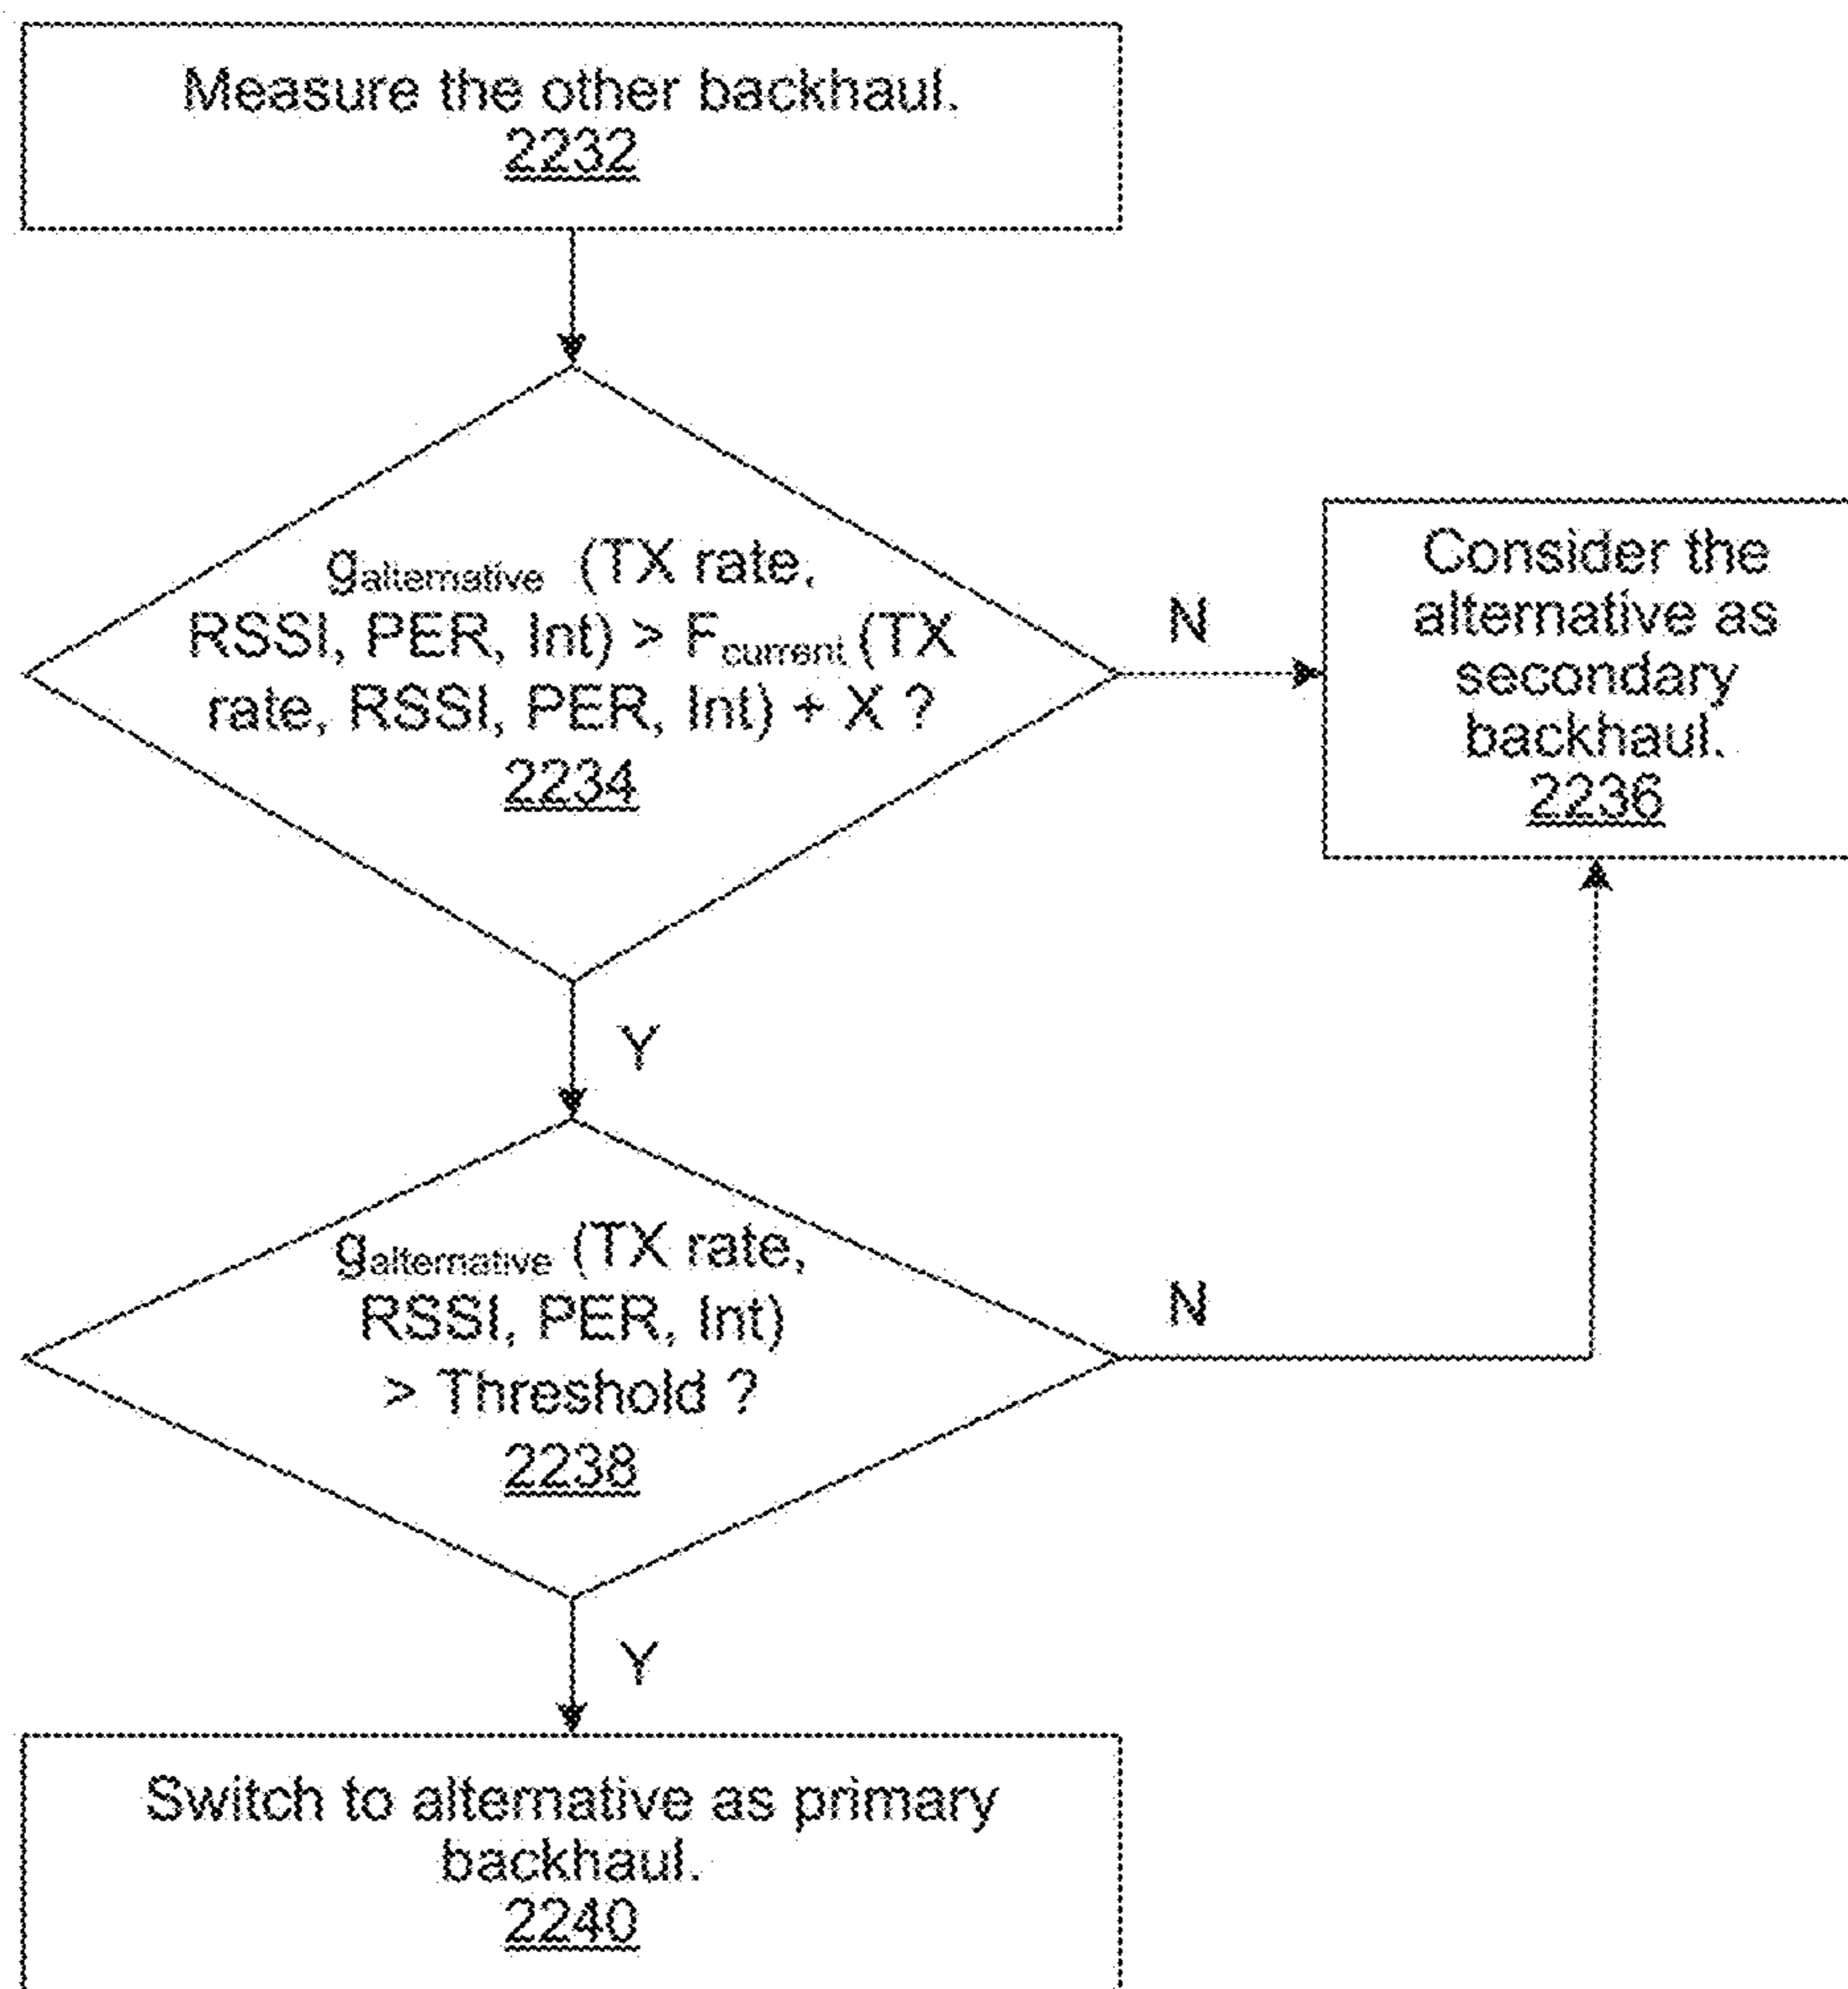 Measure the other backhaul.
2232
galternative (TX rate,
RSSI, PER, Int) > Fcurrent (TX
rate, RSSI, PER, Int) + X ?
2234
N
Consider the
alternative as
secondary
backhaul.
2236
Y
galternative (TX rate,
RSSI, PER, Int)
> Threshold ?
2238
N
Y
Switch to alternative as primary
backhaul.
2240